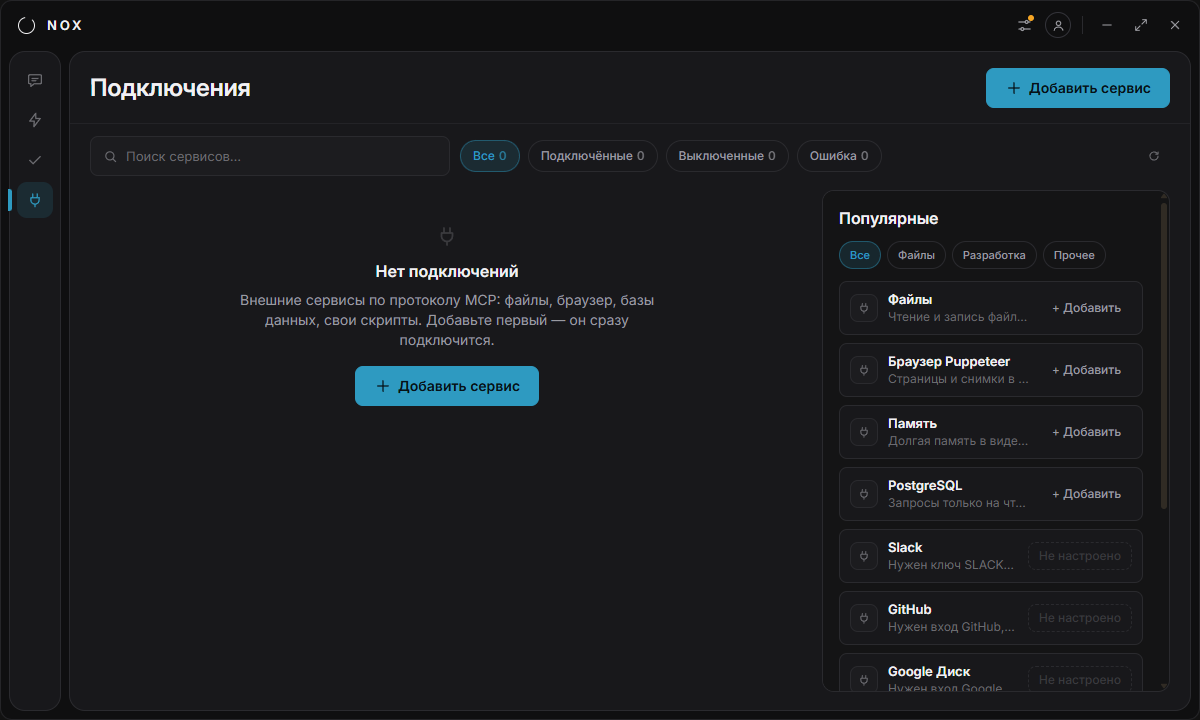 NOX
Подключения
+ Добавить сервис
Поиск сервисов...
Все 0
Подключённые 0
Выключенные 0
Ошибка 0
Нет подключений
Внешние сервисы по протоколу MCP: файлы, браузер, базы
данных, свои скрипты. Добавьте первый — он сразу
подключится.
+ Добавить сервис
Популярные
Все
Файлы
Разработка
Прочее
Файлы
Чтение и запись файл...
+ Добавить
Браузер Puppeteer
Страницы и снимки в ...
+ Добавить
Память
Долгая память в виде...
+ Добавить
PostgreSQL
Запросы только на чт...
+ Добавить
Slack
Нужен ключ SLACK...
Не настроено
GitHub
Нужен вход GitHub,...
Не настроено
Google Диск
Нужен вход Google
Не настроено